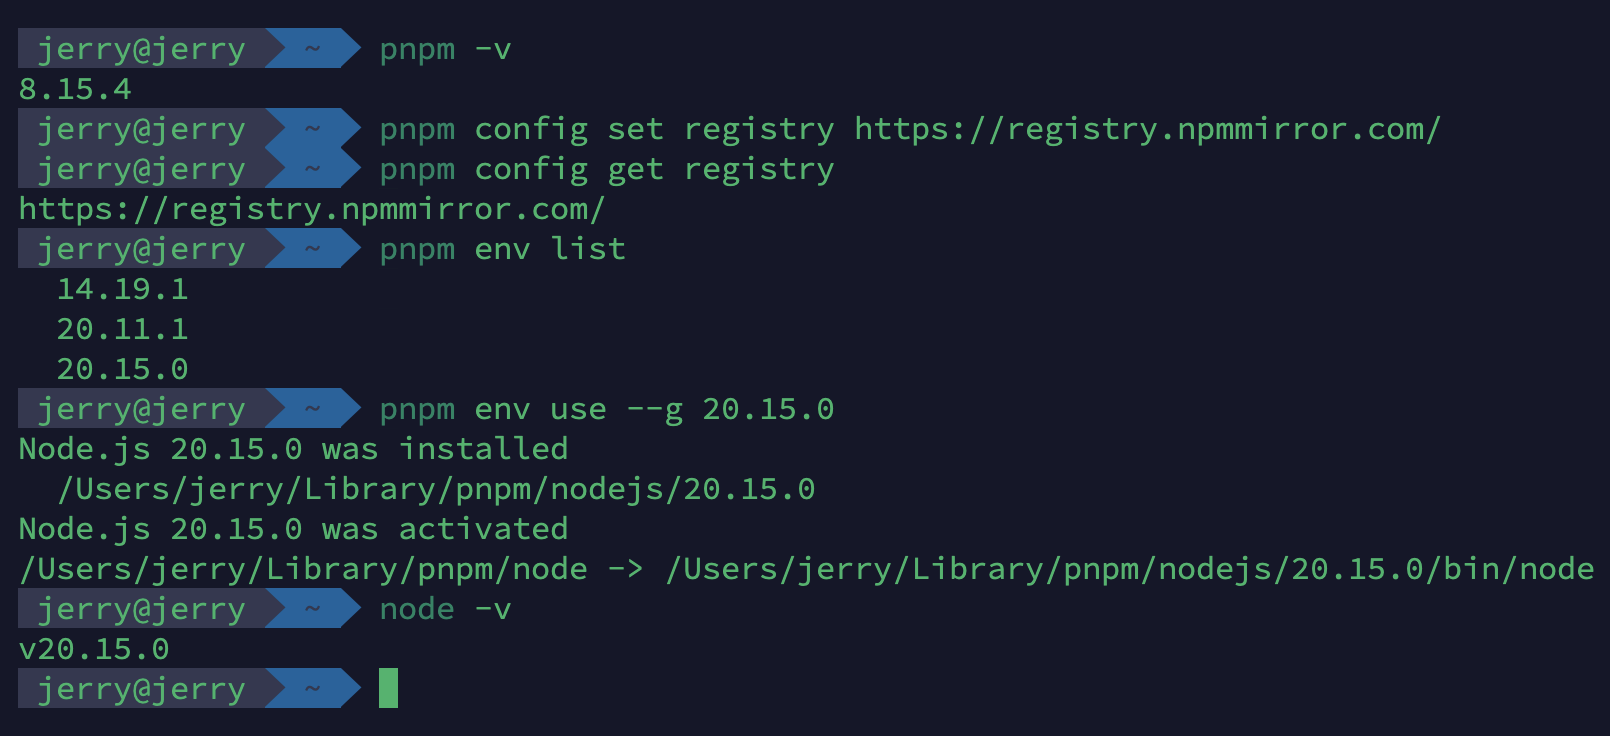 jerry@jerry ~ pnpm -v
8.15.4
jerry@jerry ~ pnpm config set registry https://registry.npmmirror.com/
jerry@jerry ~ pnpm config get registry
https://registry.npmmirror.com/
jerry@jerry ~ pnpm env list
  14.19.1
  20.11.1
  20.15.0
jerry@jerry ~ pnpm env use --g 20.15.0
Node.js 20.15.0 was installed
  /Users/jerry/Library/pnpm/nodejs/20.15.0
Node.js 20.15.0 was activated
/Users/jerry/Library/pnpm/node -> /Users/jerry/Library/pnpm/nodejs/20.15.0/bin/node
jerry@jerry ~ node -v
v20.15.0
jerry@jerry ~